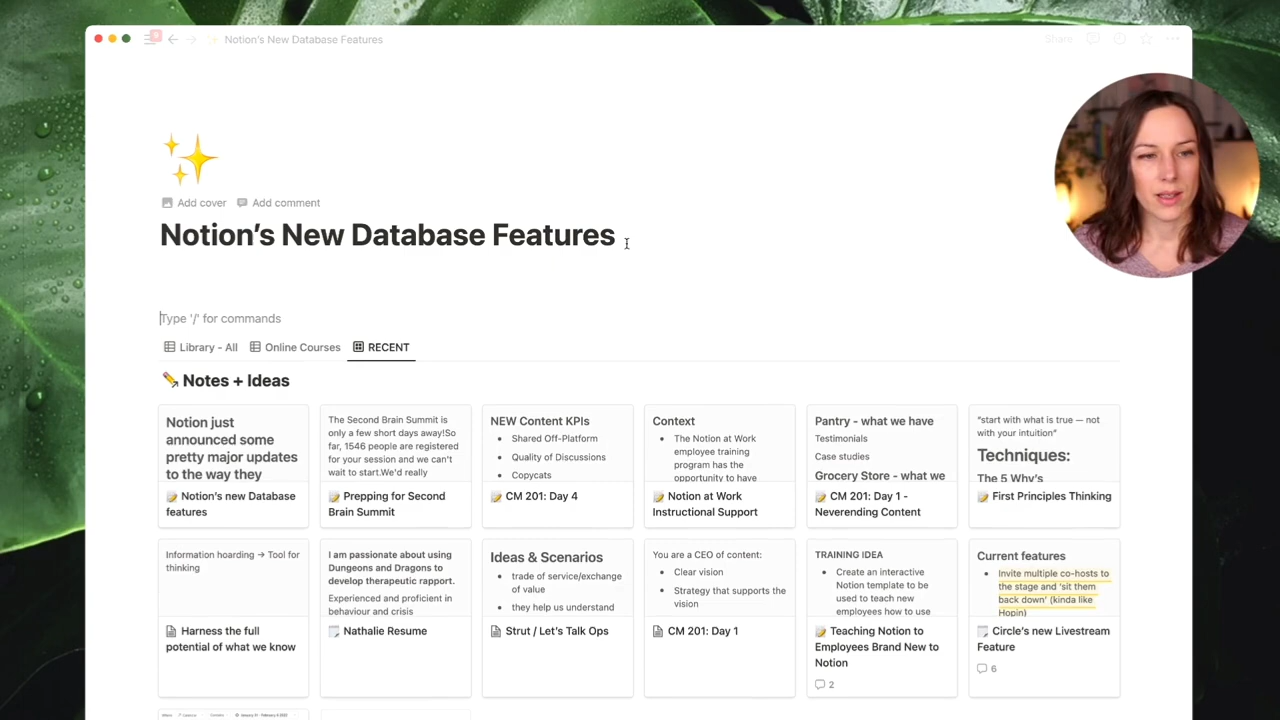 Notion's New Database Features
Share
Add cover
Add comment
Notion’s New Database Features
Type '/' for commands
Library - All
Online Courses
RECENT
Notes + Ideas
Notion just
announced some
pretty major updates
to the way they
Notion’s new Database
features
The Second Brain Summit is
only a few short days away!So
far, 1546 people are registered
for your session and we can't
wait to start.We'd really
Prepping for Second
Brain Summit
NEW Content KPIs
• Shared Off-Platform
• Quality of Discussions
• Copycats
CM 201: Day 4
Context
• The Notion at Work
employee training
program has the
opportunity to have
Notion at Work
Instructional Support
Pantry - what we have
Testimonials
Case studies
Grocery Store - what we
CM 201: Day 1 -
Neverending Content
“start with what is true — not
with your intuition”
Techniques:
The 5 Why's
First Principles Thinking
Information hoarding → Tool for
thinking
Harness the full
potential of what we know
I am passionate about using
Dungeons and Dragons to
develop therapeutic rapport.
Experienced and proficient in
behaviour and crisis
Nathalie Resume
Ideas & Scenarios
• trade of service/exchange
of value
• they help us understand
Strut / Let’s Talk Ops
You are a CEO of content:
• Clear vision
• Strategy that supports the
vision
CM 201: Day 1
TRAINING IDEA
• Create an interactive
Notion template to be
used to teach new
employees how to use
Teaching Notion to
Employees Brand New to
Notion
2
Current features
• Invite multiple co-hosts to
the stage and ‘sit them
back down’ (kinda like
Hopin)
Circle’s new Livestream
Feature
6